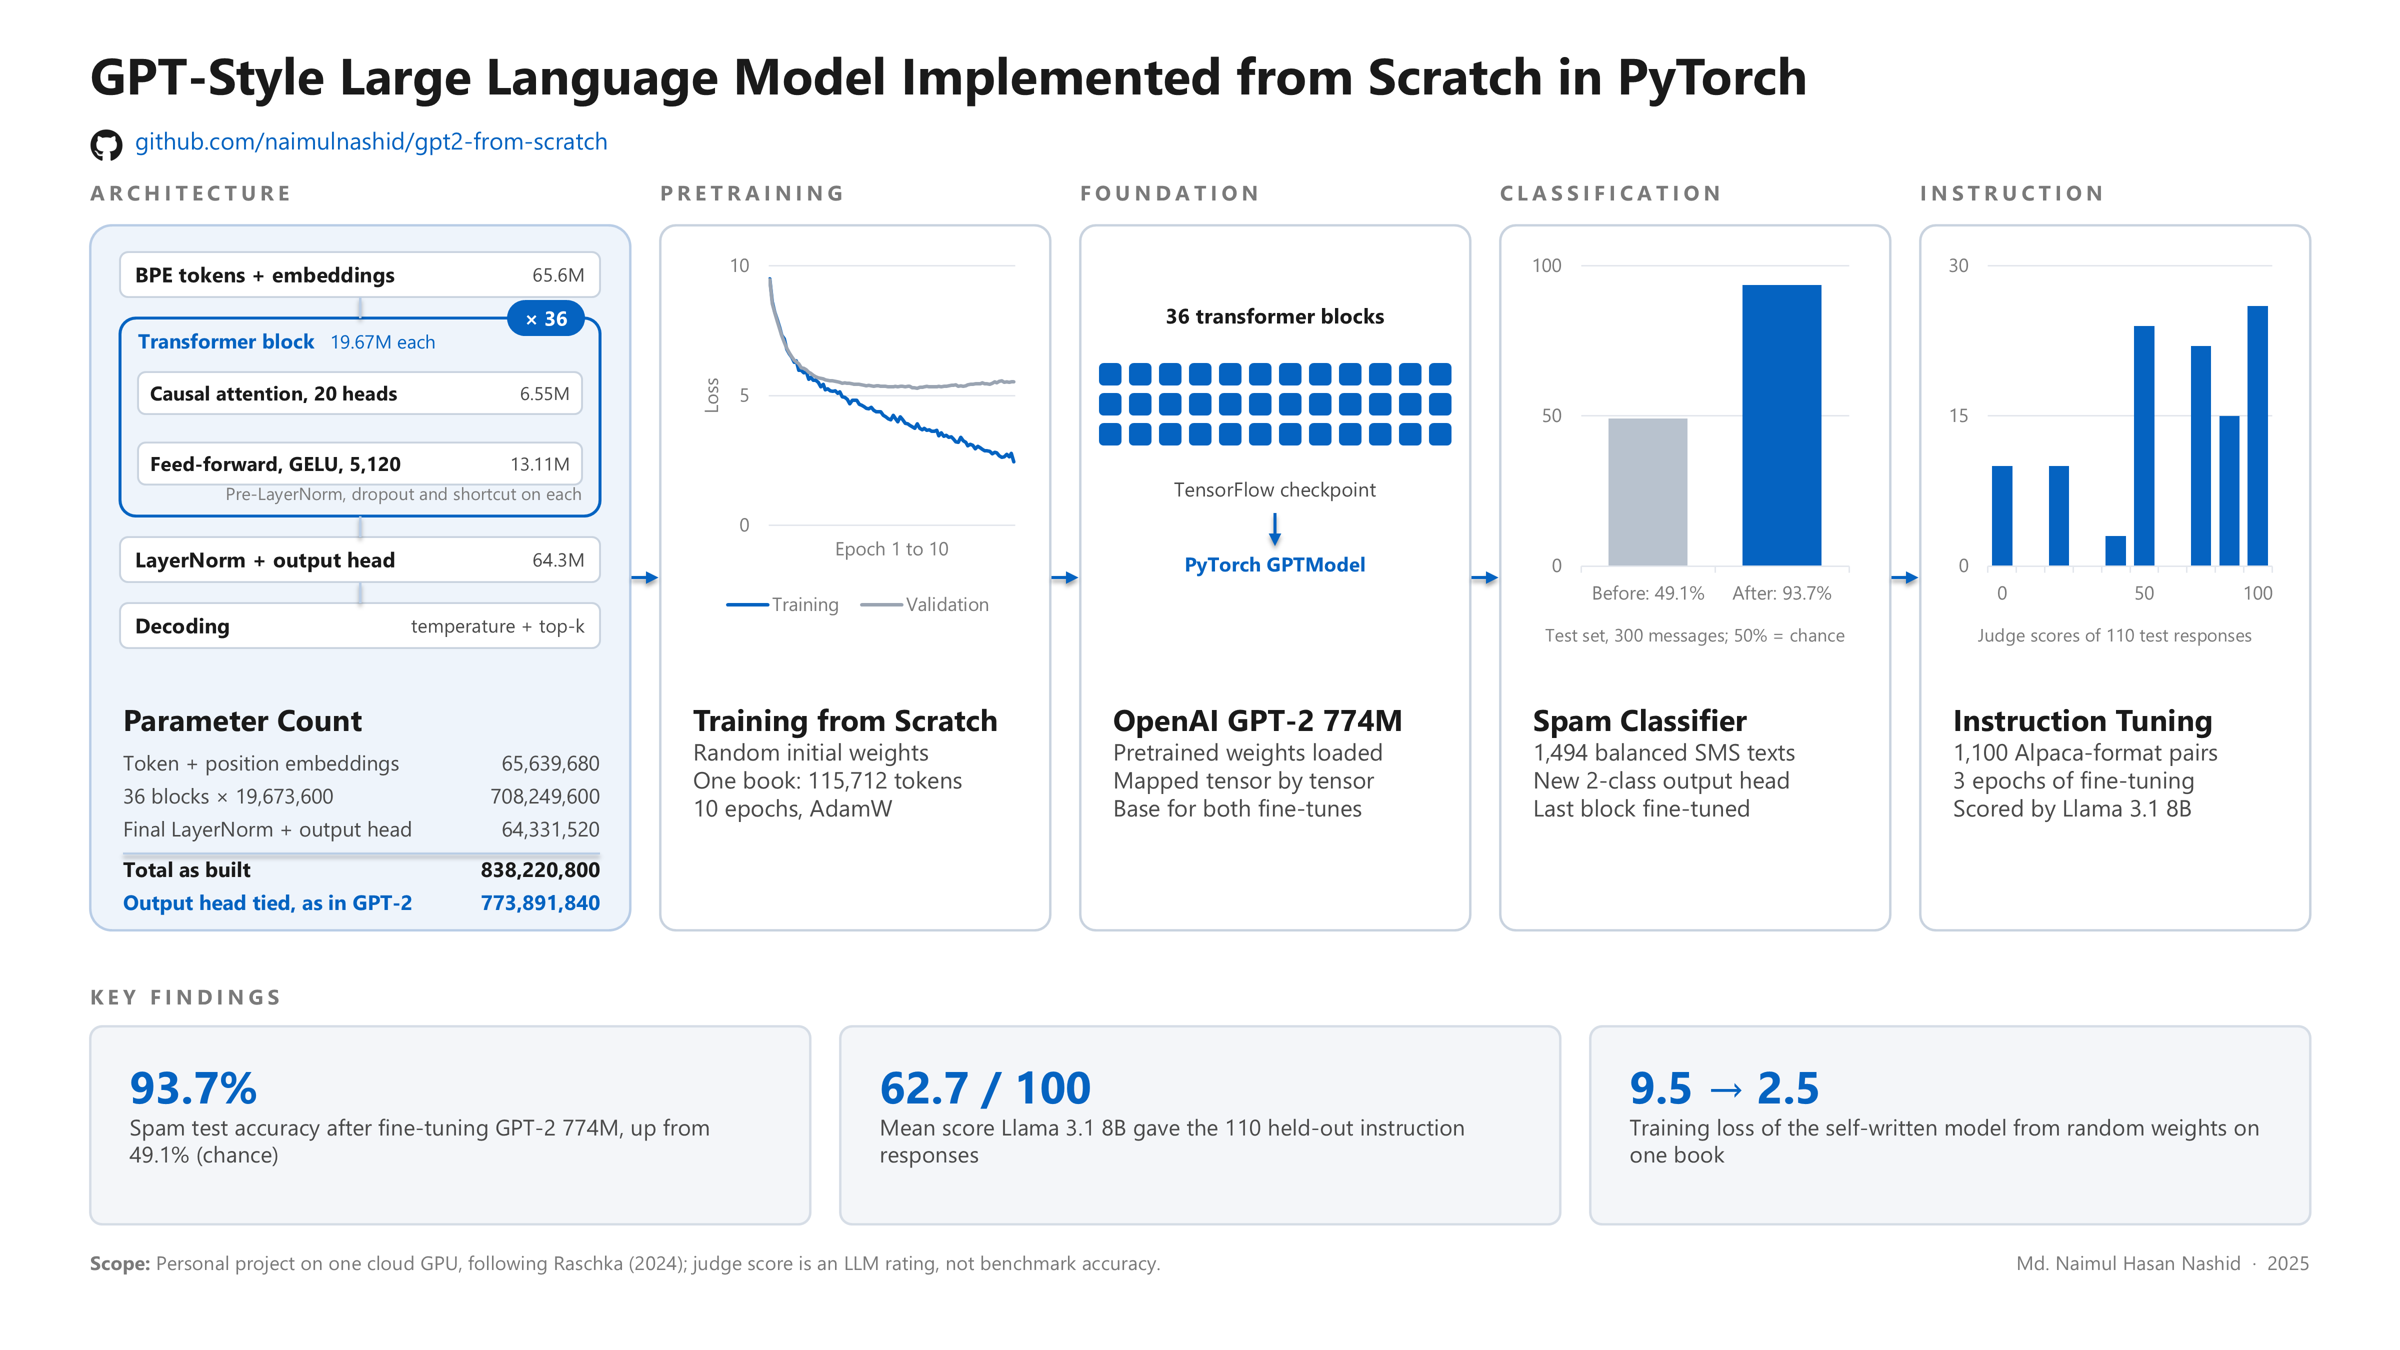 GPT-Style Large Language Model Implemented from Scratch in PyTorch
github.com/naimulnashid/gpt2-from-scratch
ARCHITECTURE
BPE tokens + embeddings 65.6M
× 36
Transformer block 19.67M each
Causal attention, 20 heads 6.55M
Feed-forward, GELU, 5,120 13.11M
Pre-LayerNorm, dropout and shortcut on each
LayerNorm + output head 64.3M
Decoding temperature + top-k
Parameter Count
Token + position embeddings 65,639,680
36 blocks × 19,673,600 708,249,600
Final LayerNorm + output head 64,331,520
Total as built 838,220,800
Output head tied, as in GPT-2 773,891,840
PRETRAINING
10
5
0
Loss
Epoch 1 to 10
Training Validation
Training from Scratch
Random initial weights
One book: 115,712 tokens
10 epochs, AdamW
FOUNDATION
36 transformer blocks
TensorFlow checkpoint
PyTorch GPTModel
OpenAI GPT-2 774M
Pretrained weights loaded
Mapped tensor by tensor
Base for both fine-tunes
CLASSIFICATION
100
50
0
Before: 49.1% After: 93.7%
Test set, 300 messages; 50% = chance
Spam Classifier
1,494 balanced SMS texts
New 2-class output head
Last block fine-tuned
INSTRUCTION
30
15
0
0 50 100
Judge scores of 110 test responses
Instruction Tuning
1,100 Alpaca-format pairs
3 epochs of fine-tuning
Scored by Llama 3.1 8B
KEY FINDINGS
93.7%
Spam test accuracy after fine-tuning GPT-2 774M, up from
49.1% (chance)
62.7 / 100
Mean score Llama 3.1 8B gave the 110 held-out instruction
responses
9.5 → 2.5
Training loss of the self-written model from random weights on
one book
Scope: Personal project on one cloud GPU, following Raschka (2024); judge score is an LLM rating, not benchmark accuracy.
Md. Naimul Hasan Nashid · 2025